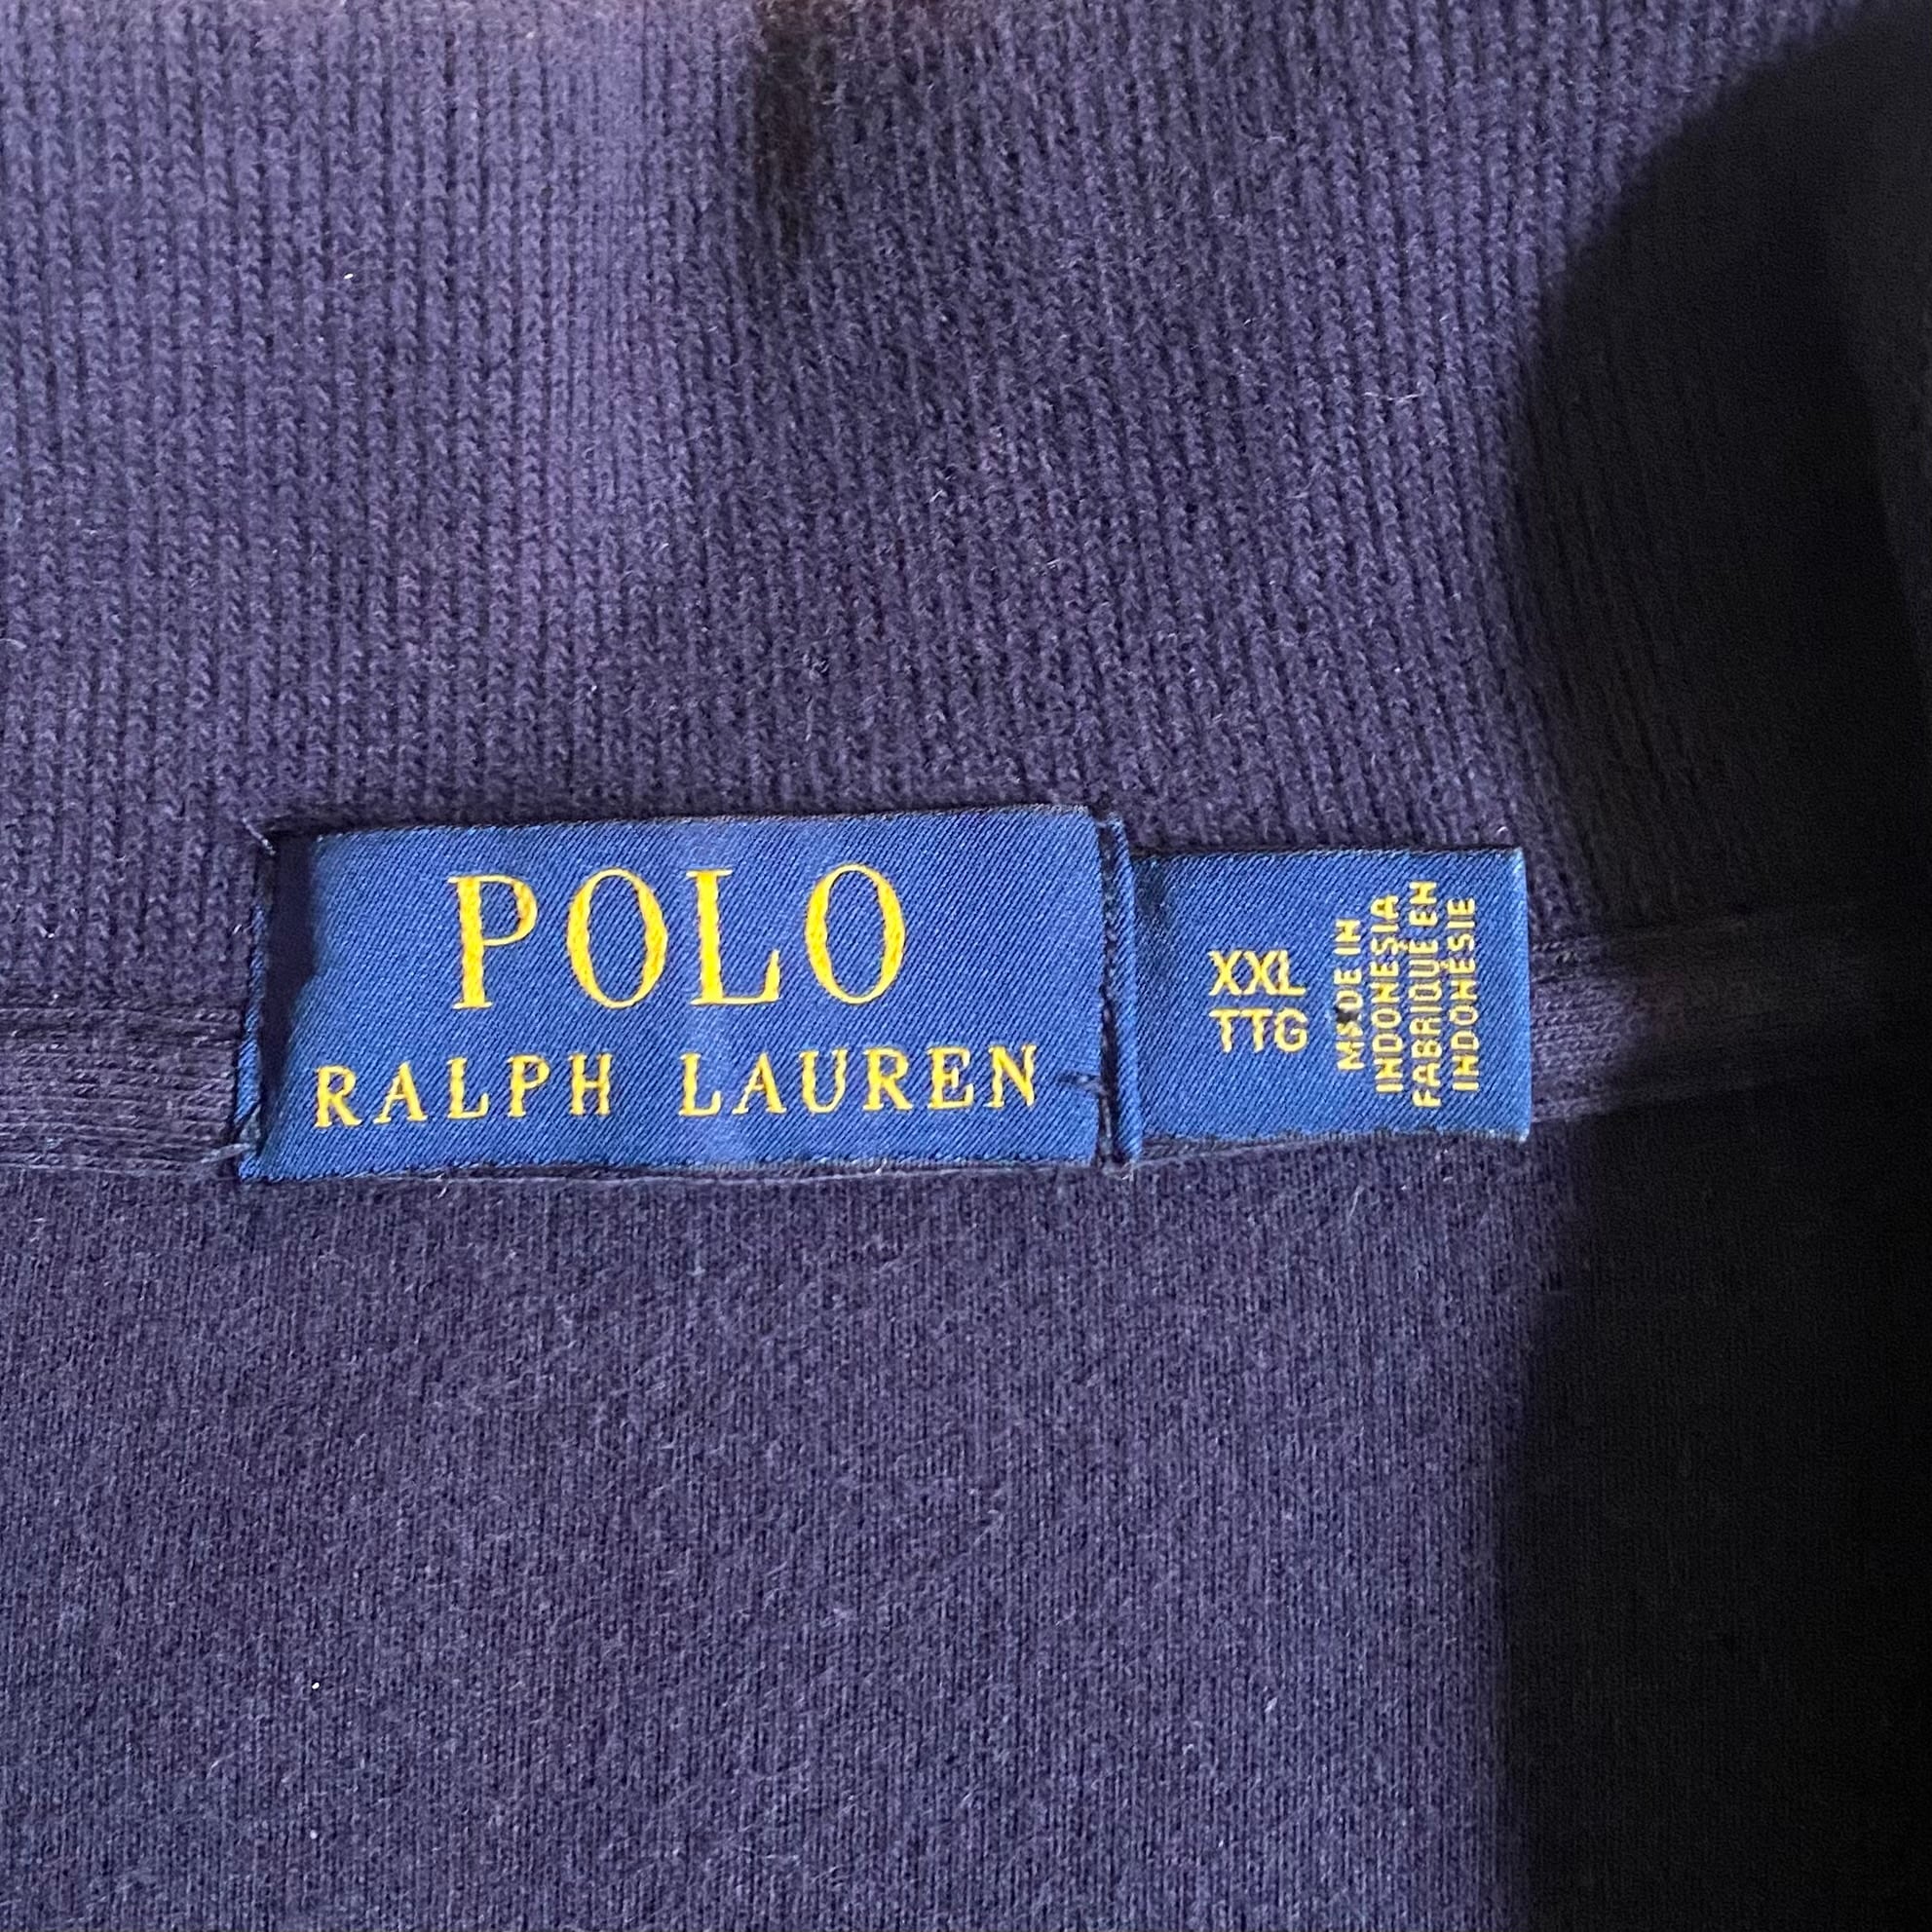 POLO
RALPH LAUREN
XXL
TTG
MADE IN
INDONESIA
FABRIQUÉ EN
INDONÉSIE